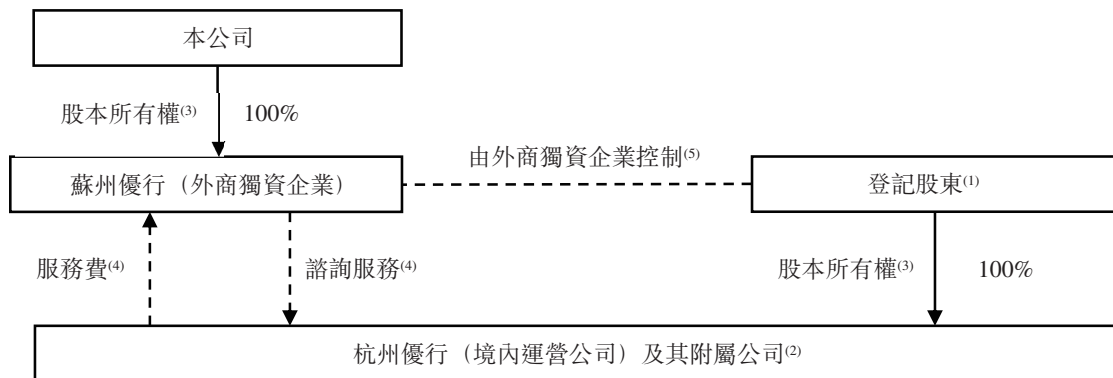 本公司
股本所有權(3) 100%
由外商獨資企業控制(5)
蘇州優行（外商獨資企業） 登記股東(1)
服務費(4) 諮詢服務(4) 股本所有權(3) 100%
杭州優行（境內運營公司）及其附屬公司(2)